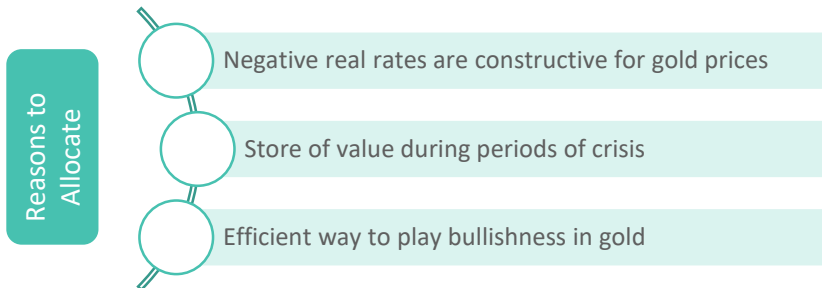 Reasons to
Allocate
Negative real rates are constructive for gold prices
Store of value during periods of crisis
Efficient way to play bullishness in gold